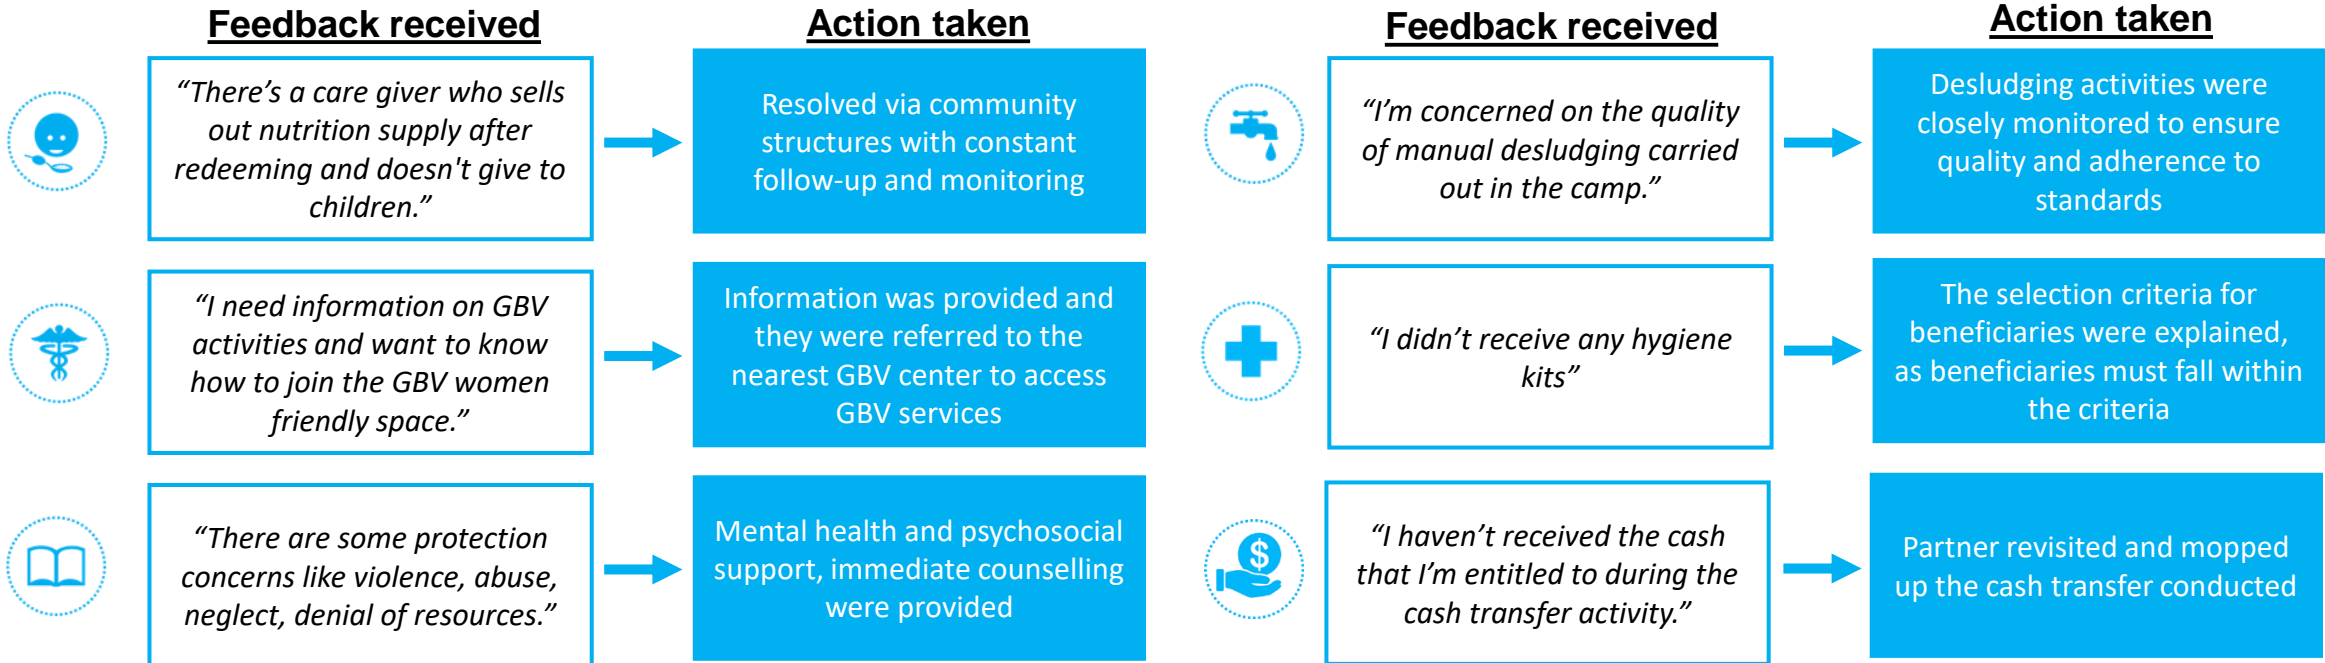 Feedback received
Action taken
“There’s a care giver who sells
out nutrition supply after
redeeming and doesn't give to
children.”
Resolved via community
structures with constant
follow-up and monitoring
“I need information on GBV
activities and want to know
how to join the GBV women
friendly space.”
Information was provided and
they were referred to the
nearest GBV center to access
GBV services
“There are some protection
concerns like violence, abuse,
neglect, denial of resources.”
Mental health and psychosocial
support, immediate counselling
were provided
Feedback received
Action taken
“I’m concerned on the quality
of manual desludging carried
out in the camp.”
Desludging activities were
closely monitored to ensure
quality and adherence to
standards
“I didn’t receive any hygiene
kits”
The selection criteria for
beneficiaries were explained,
as beneficiaries must fall within
the criteria
$
“I haven’t received the cash
that I’m entitled to during the
cash transfer activity.”
Partner revisited and mopped
up the cash transfer conducted